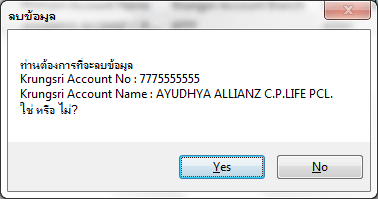 ลบข้อมูล
ท่านต้องการที่จะลบข้อมูล
Krungsri Account No : 7775555555
Krungsri Account Name : AYUDHYA ALLIANZ C.P.LIFE PCL.
ใช่ หรือ ไม่?
Yes
No